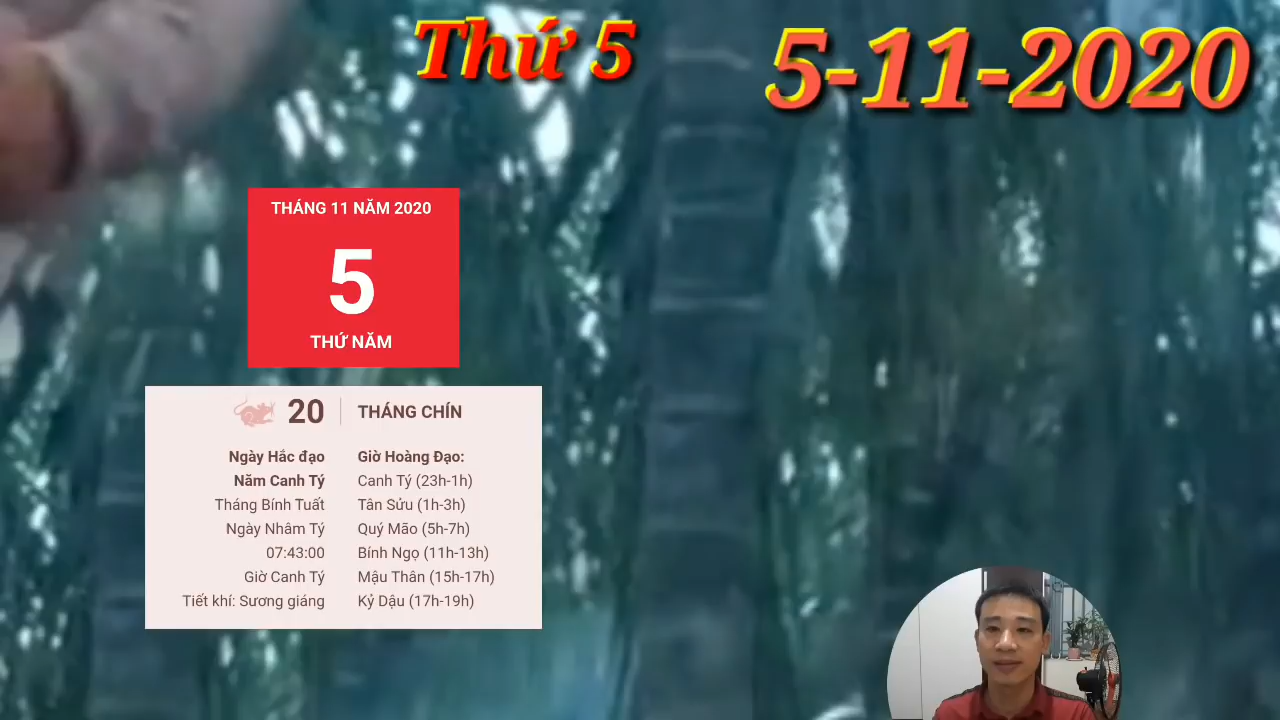 Thứ 5
5-11-2020
THÁNG 11 NĂM 2020
5
THỨ NĂM
20
THÁNG CHÍN
Ngày Hắc đạo
Năm Canh Tý
Tháng Bính Tuất
Ngày Nhâm Tý
07:43:00
Giờ Canh Tý
Tiết khí: Sương giáng
Giờ Hoàng Đạo:
Canh Tý (23h-1h)
Tân Sửu (1h-3h)
Quý Mão (5h-7h)
Bính Ngọ (11h-13h)
Mậu Thân (15h-17h)
Kỷ Dậu (17h-19h)